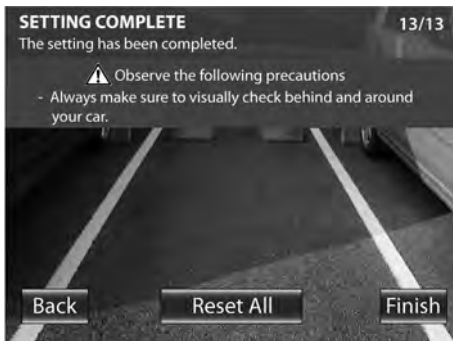 SETTING COMPLETE 13/13
The setting has been completed.
Observe the following precautions
- Always make sure to visually check behind and around
your car.
Back Reset All Finish